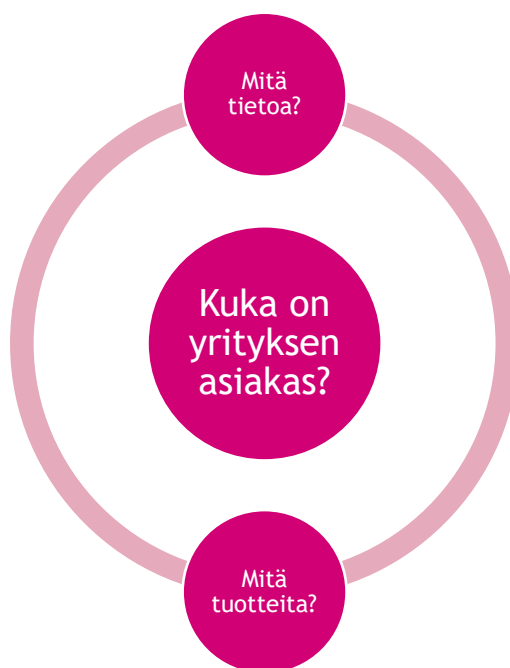 Mitä
tietoa?
Kuka on
yrityksen
asiakas?
Mitä
tuotteita?